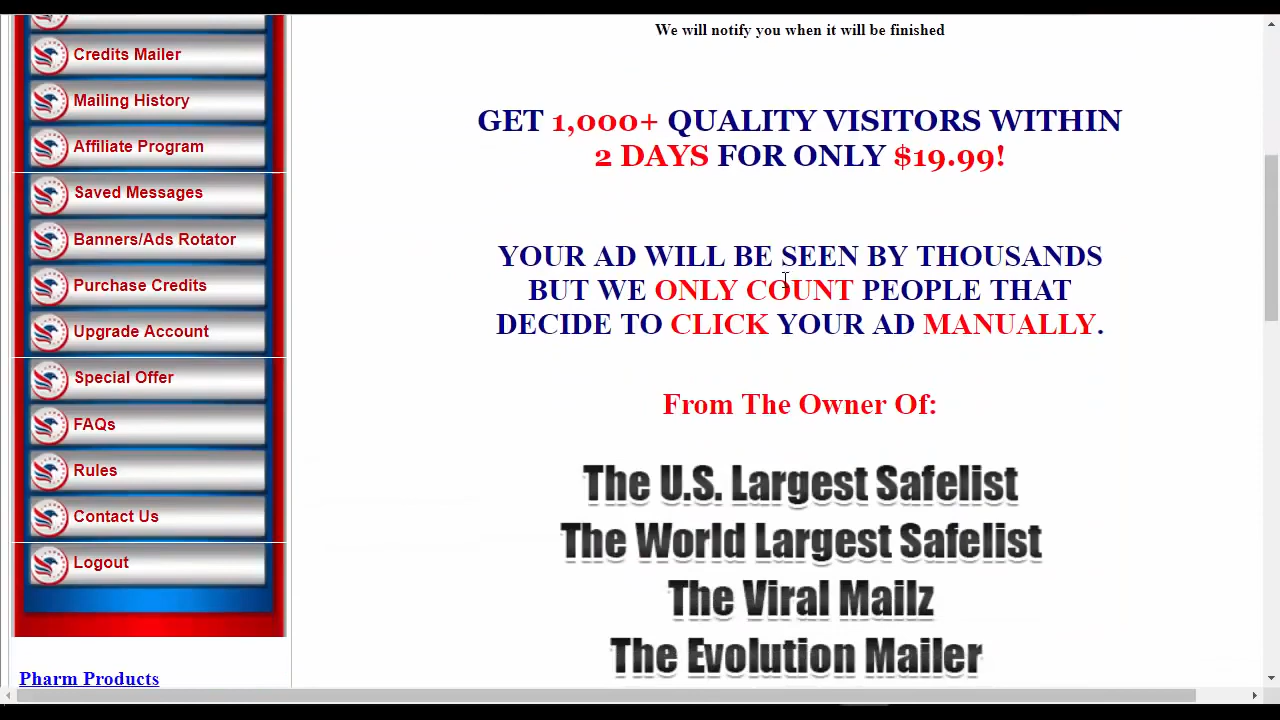 Credits Mailer
Mailing History
Affiliate Program
Saved Messages
Banners/Ads Rotator
Purchase Credits
Upgrade Account
Special Offer
FAQs
Rules
Contact Us
Logout
Pharm Products
We will notify you when it will be finished
GET 1,000+ QUALITY VISITORS WITHIN
2 DAYS FOR ONLY $19.99!
YOUR AD WILL BE SEEN BY THOUSANDS
BUT WE ONLY COUNT PEOPLE THAT
DECIDE TO CLICK YOUR AD MANUALLY.
From The Owner Of:
The U.S. Largest Safelist
The World Largest Safelist
The Viral Mailz
The Evolution Mailer